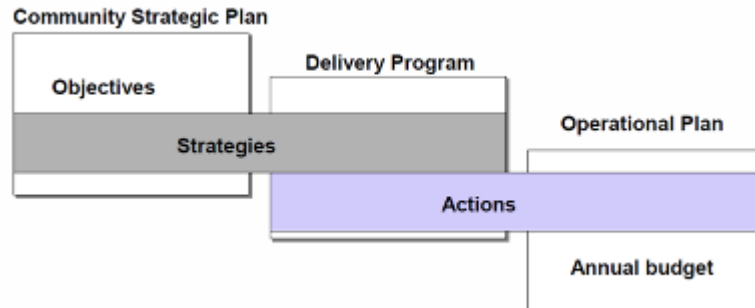 Community Strategic Plan
Objectives
Delivery Program
Strategies
Operational Plan
Actions
Annual budget